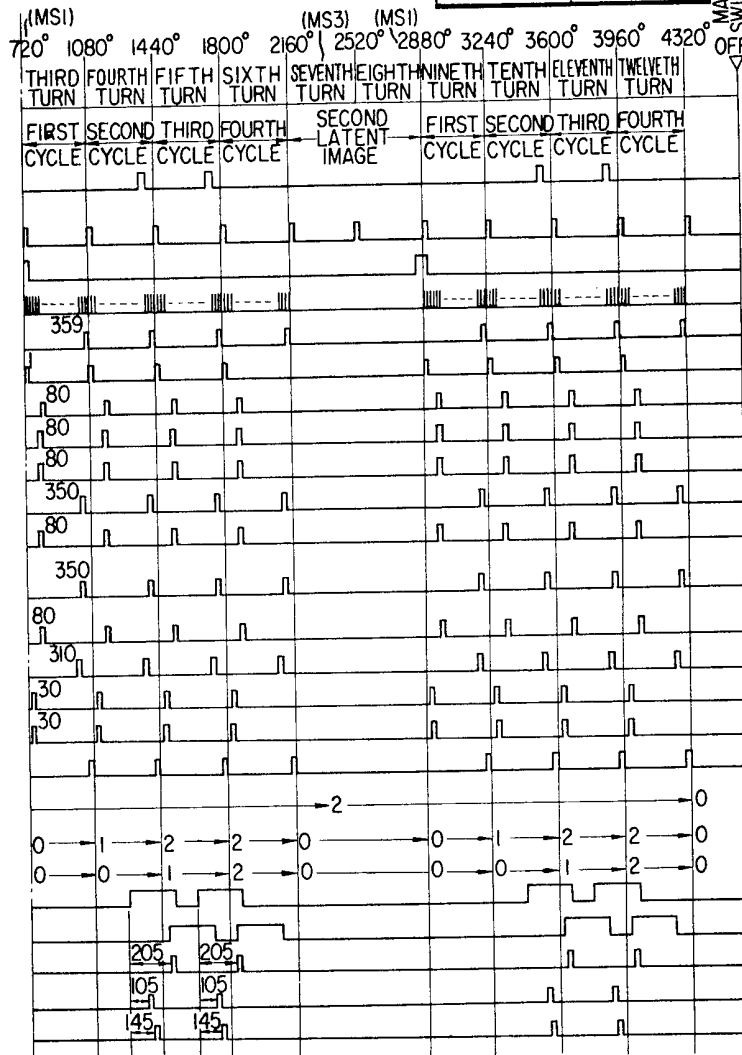 (MS1) (MS3) (MS1)
720° 1080° 1440° 1800° 2160° 2520° 2880° 3240° 3600° 3960° 4320°
THIRD TURN FOURTH TURN FIFTH TURN SIXTH TURN SEVENTH TURN EIGHTH TURN NINETH TURN TENTH TURN ELEVENTH TURN TWELVETH TURN
FIRST CYCLE SECOND CYCLE THIRD CYCLE FOURTH CYCLE SECOND LATENT IMAGE FIRST CYCLE SECOND CYCLE THIRD CYCLE FOURTH CYCLE
359
80
80
80
350
80
350
80
310
30
30
2 0
0 1 2 2 0 0 1 2 2 0
0 0 1 2 0 0 0 1 2 0
205 205
105 105
145 145